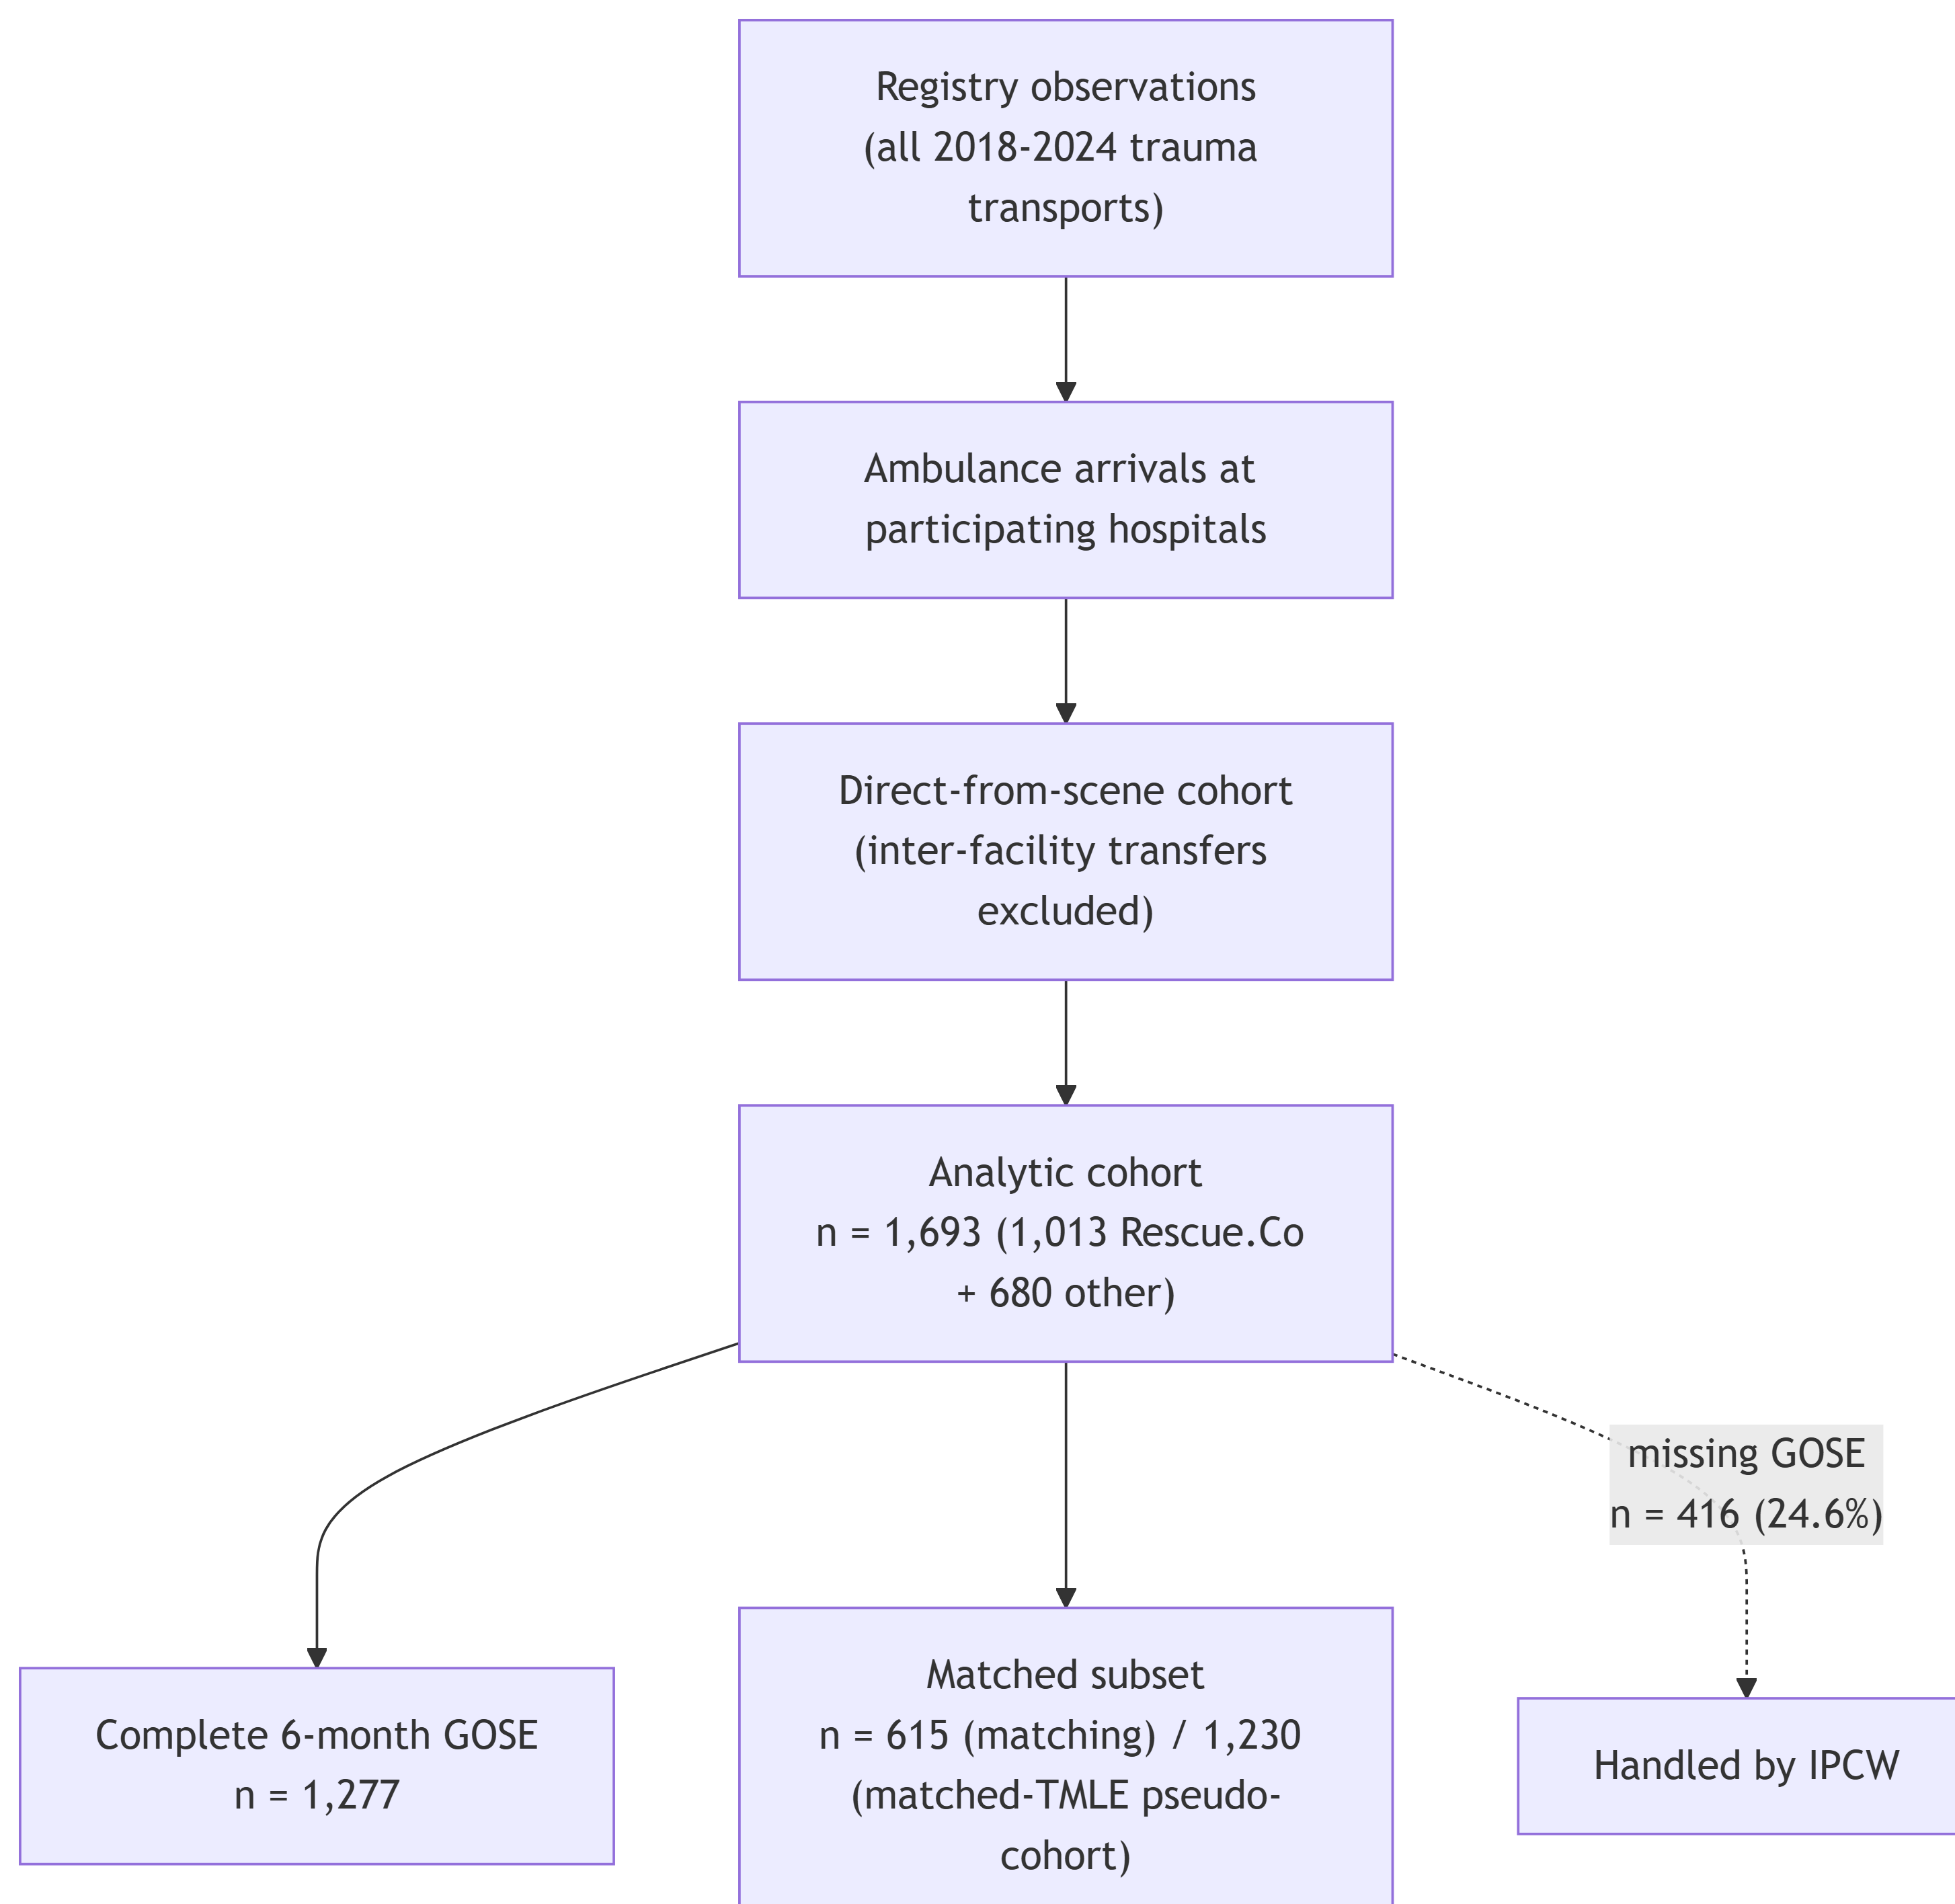 Registry observations
(all 2018-2024 trauma
transports)
Ambulance arrivals at
participating hospitals
Direct-from-scene cohort
(inter-facility transfers
excluded)
Analytic cohort
n = 1,693 (1,013 Rescue.Co
+ 680 other)
missing GOSE
n = 416 (24.6%)
Complete 6-month GOSE
n = 1,277
Matched subset
n = 615 (matching) / 1,230
(matched-TMLE pseudo-
cohort)
Handled by IPCW